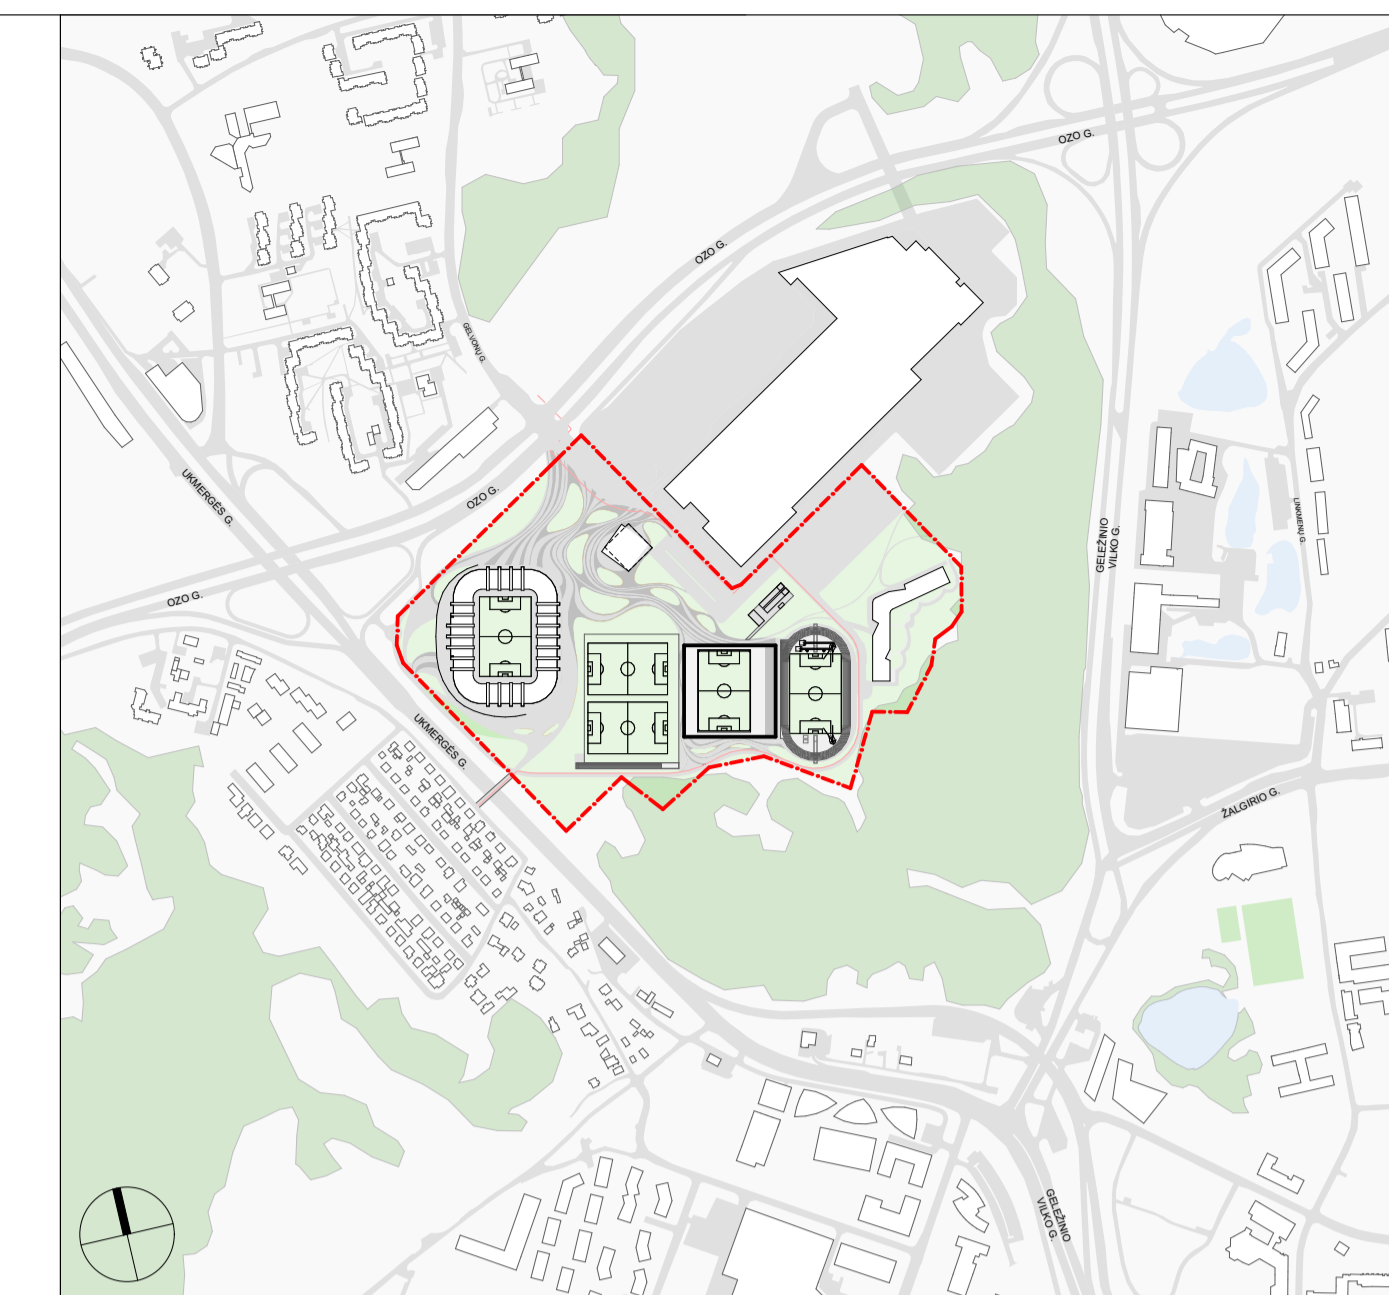 OZO G.
OZO G.
GELVONŲ G.
UKMERGĖS G.
OZO G.
LINKMENŲ G.
GELEŽINIO
VILKO G.
OZO G.
UKMERGĖS G.
ŽALGIRIO G.
GELEŽINIO
VILKO G.